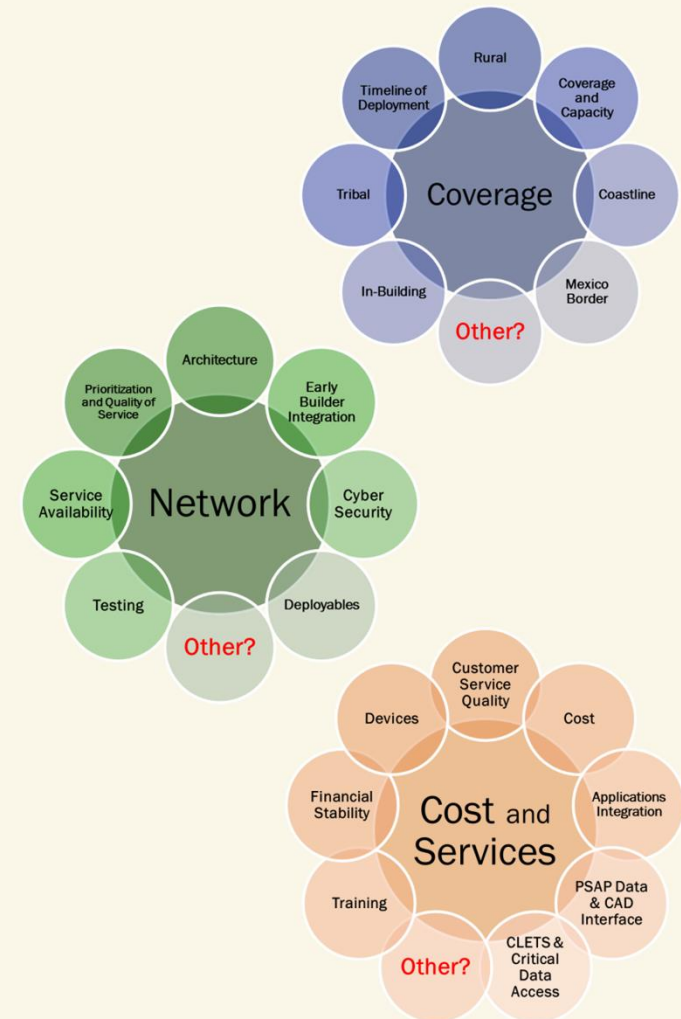 Rural
Coverage
and
Capacity
Coastline
Mexico
Border
Other?
In-Building
Tribal
Timeline of
Deployment
Coverage
Architecture
Early
Builder
Integration
Cyber
Security
Deployables
Other?
Testing
Service
Availability
Prioritization
and Quality of
Service
Network
Customer
Service
Quality
Cost
Applications
Integration
PSAP Data
& CAD
Interface
CLETS &
Critical
Data
Access
Other?
Training
Financial
Stability
Devices
Cost and
Services